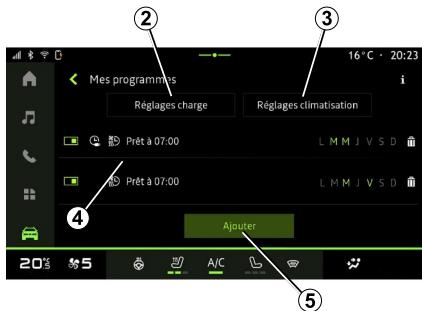 2 3
16°C · 20:23
Mes programmes i
Réglages charge Réglages climatisation
Prêt à 07:00 L M M J V S D
Prêt à 07:00 L M M J V S D
4
Ajouter
20.5 5 A/C
5